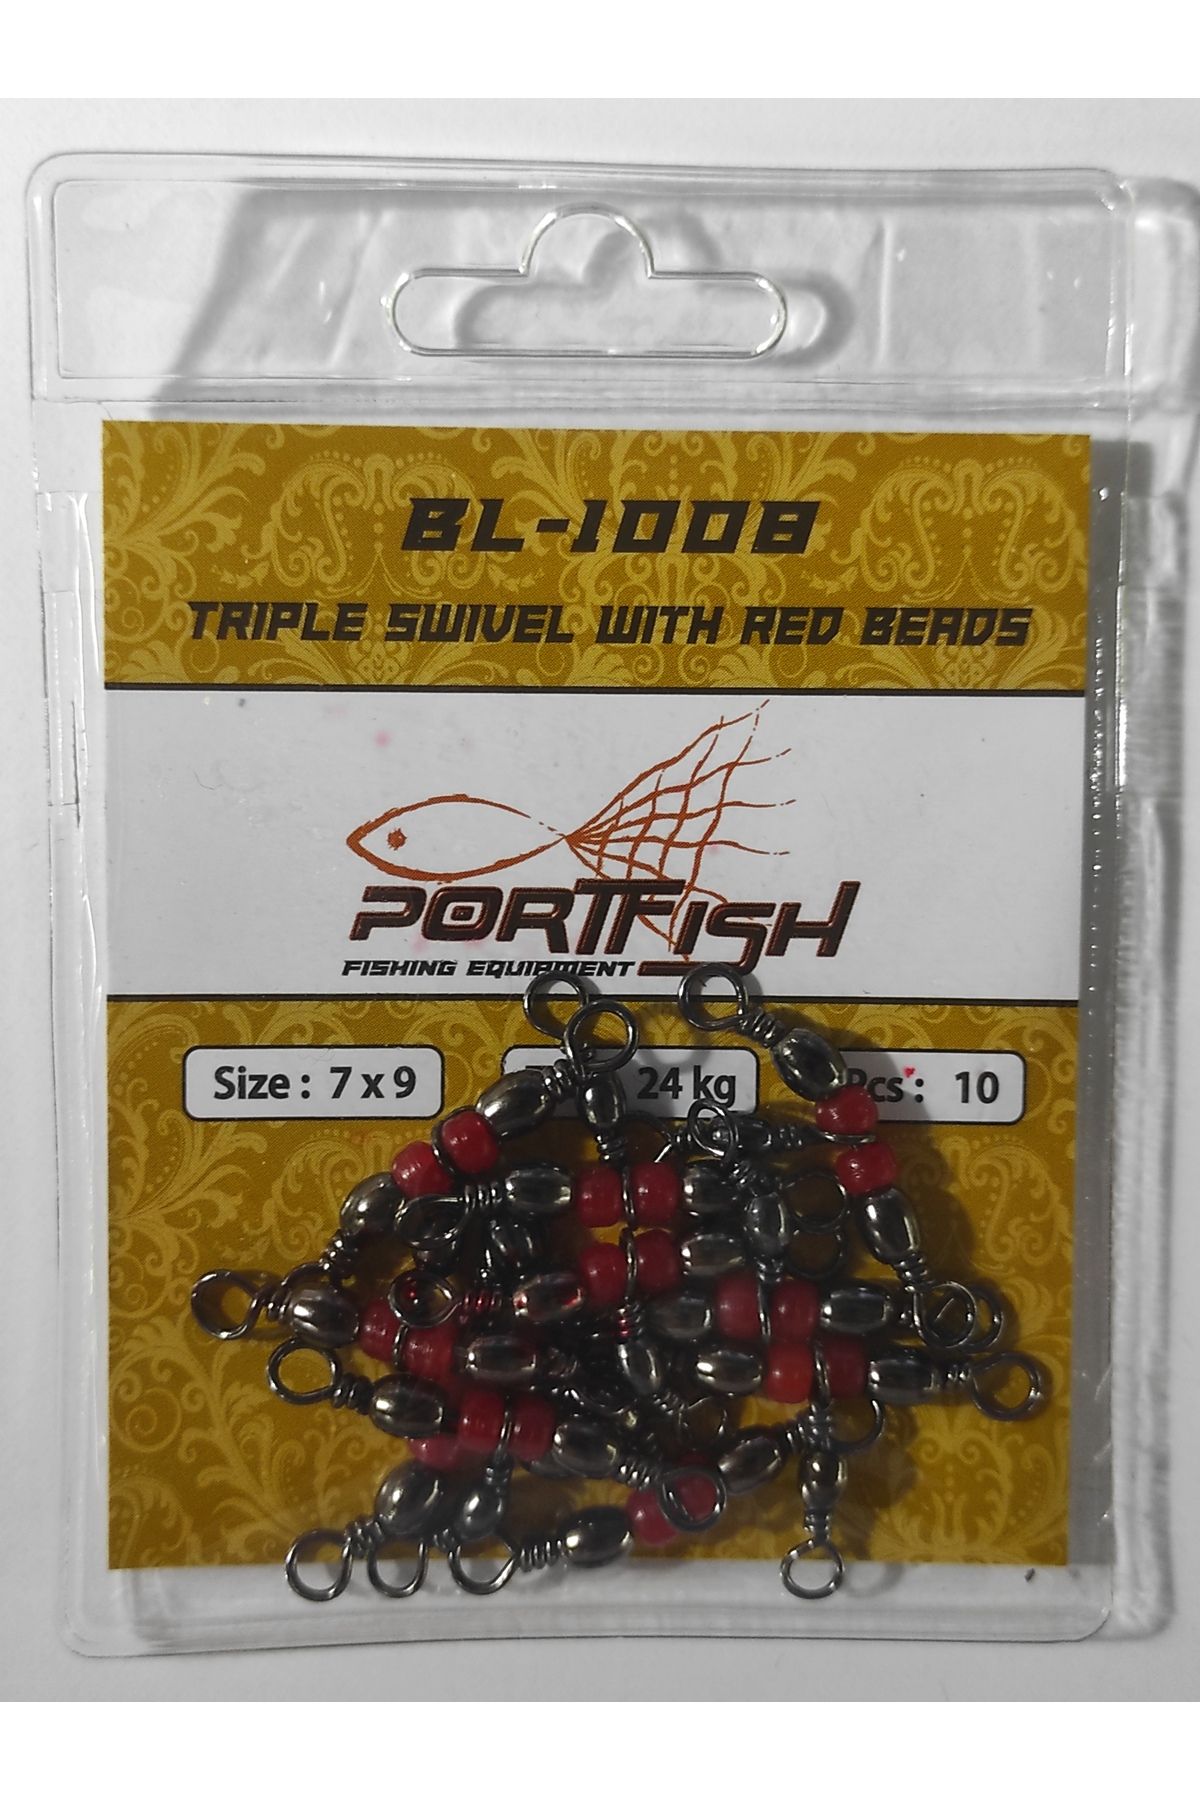 BL-1008
TRIPLE SWIVEL WITH RED BEADS
PORTFISH
FISHING EQUIPMENT
Size : 7 x 9
24 kg
Pcs : 10